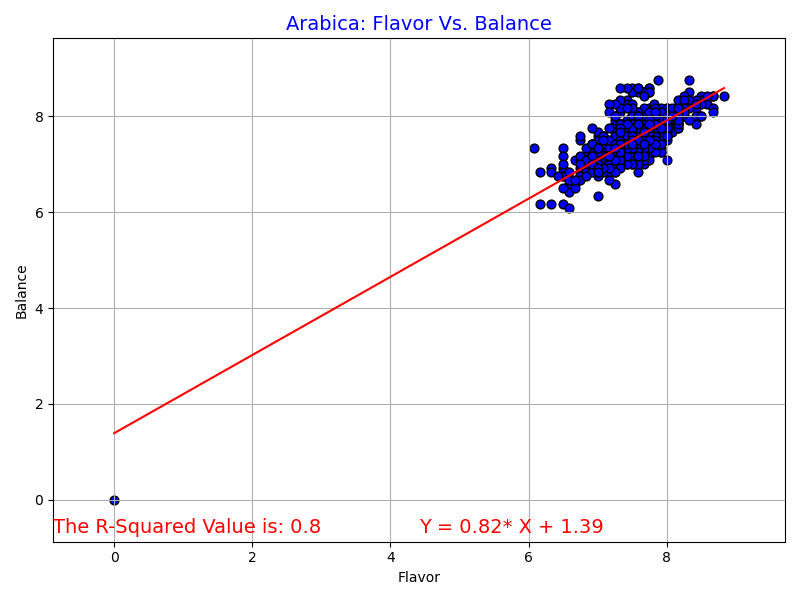 Arabica: Flavor Vs. Balance
Balance
8
6
4
2
0
The R-Squared Value is: 0.8
Y = 0.82* X + 1.39
0 2 4 6 8
Flavor